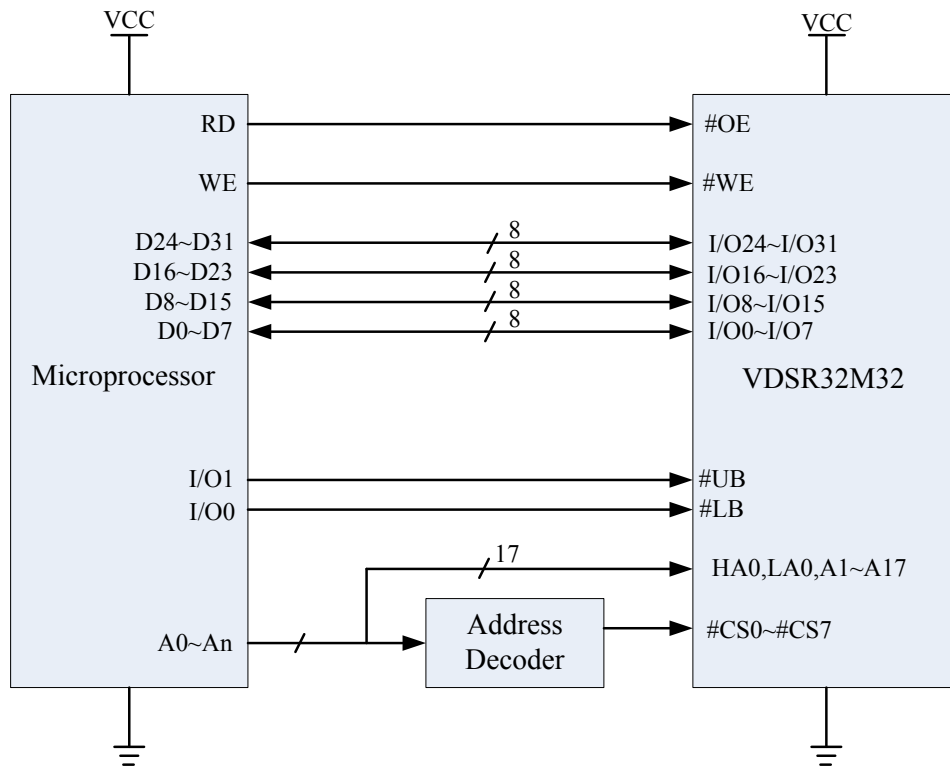 VCC
VCC
RD
#OE
WE
#WE
D24~D31
8
I/O24~I/O31
D16~D23
8
I/O16~I/O23
D8~D15
8
I/O8~I/O15
D0~D7
8
I/O0~I/O7
Microprocessor
VDSR32M32
I/O1
#UB
I/O0
#LB
17
HA0,LA0,A1~A17
A0~An
Address
Decoder
#CS0~#CS7